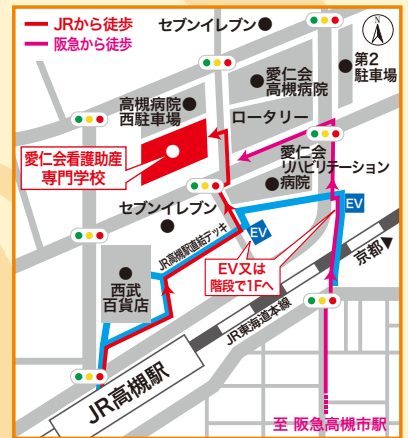 JRから徒歩
阪急から徒歩
セブンイレブン
第2
駐車場
愛仁会
高槻病院
高槻病院
西駐車場
ロータリー
愛仁会看護助産
専門学校
愛仁会
リハビリテーション
病院
セブンイレブン
EV
EV
JR高槻駅直結デッキ
EV又は
階段で1Fへ
京都
西武
百貨店
JR東海道本線
JR高槻駅
至 阪急高槻市駅